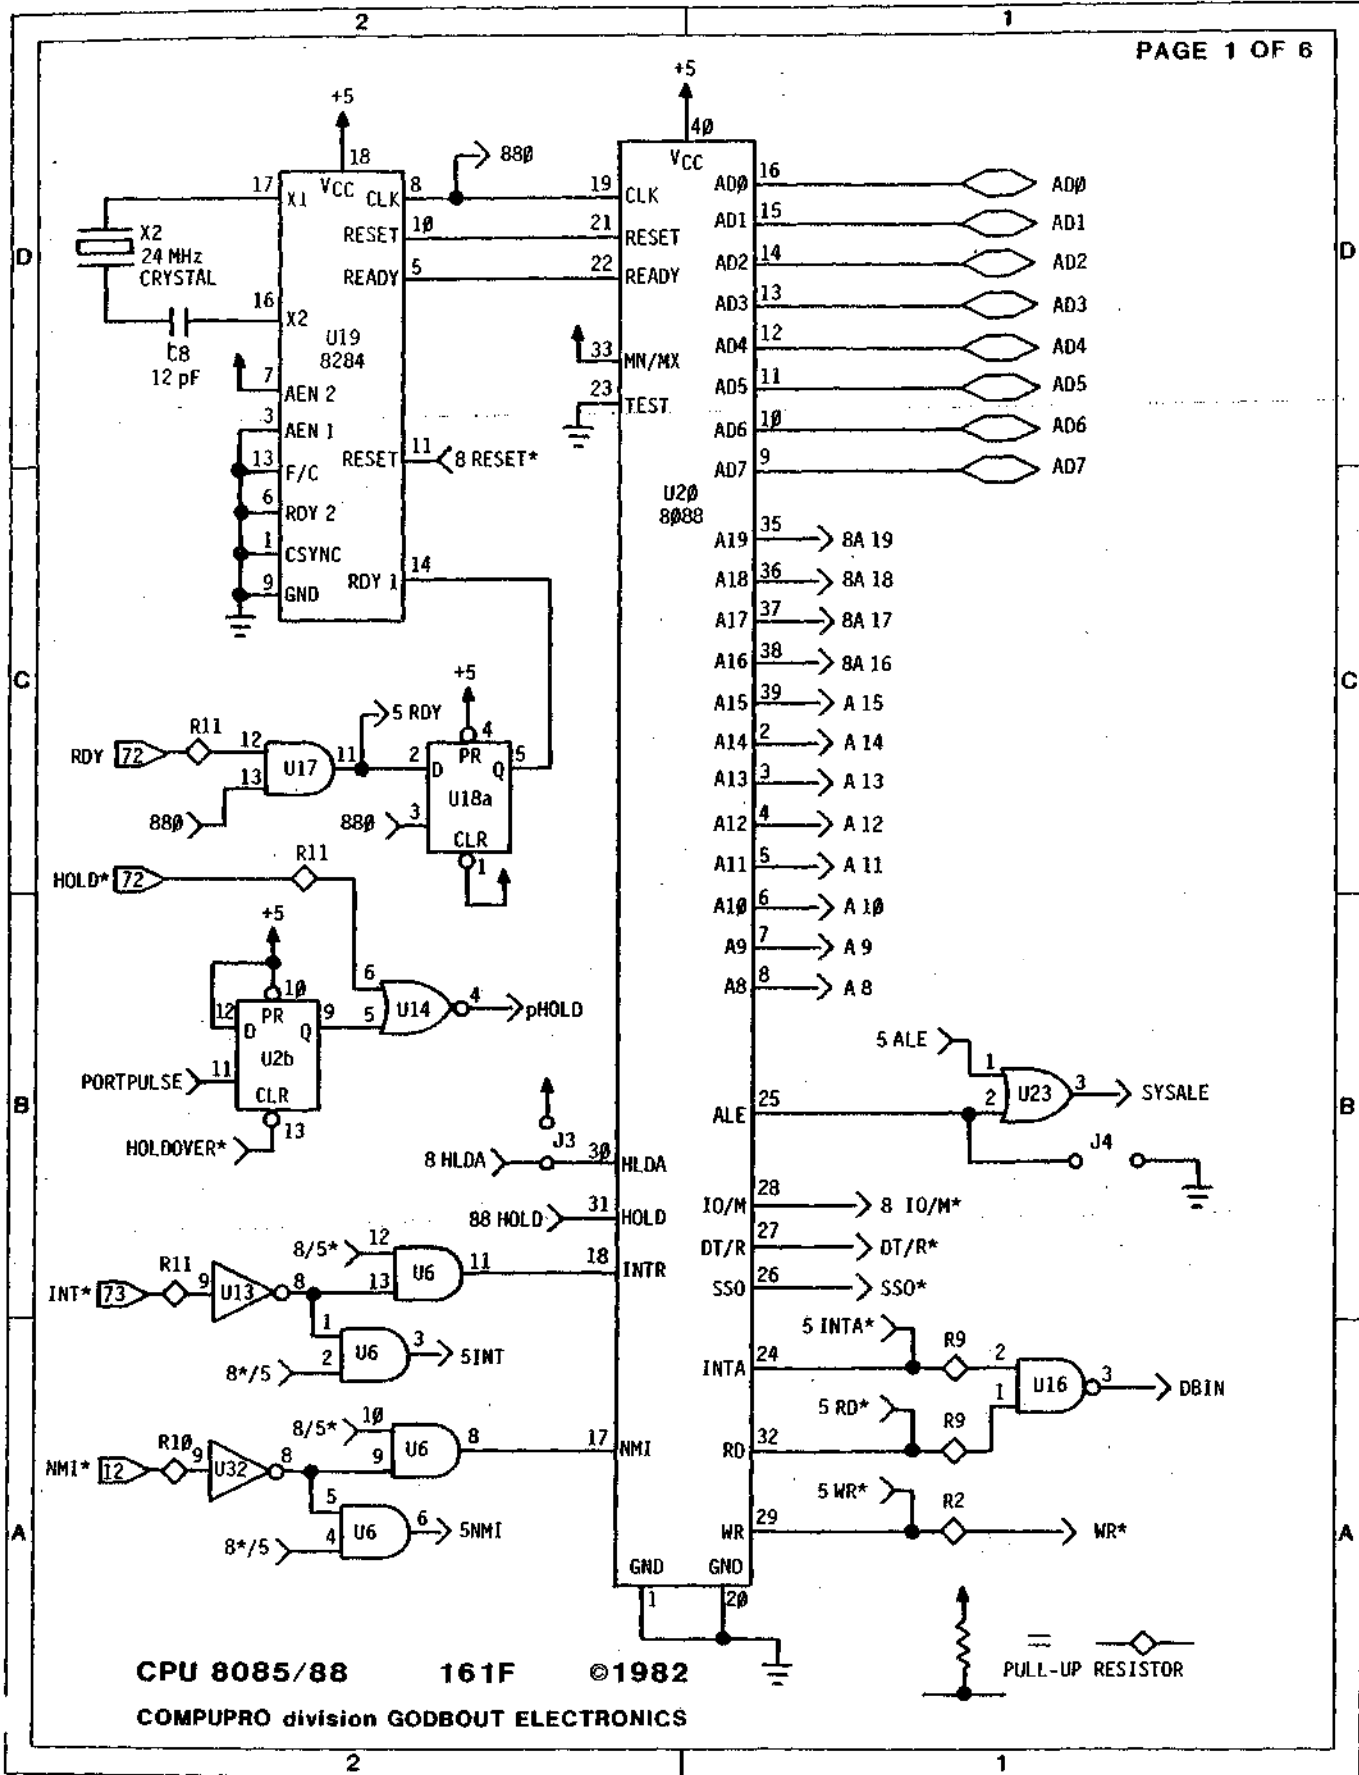 2 1
PAGE 1 OF 6
+5
+5
18
40
17 X1 VCC CLK 8
88Ø
19 CLK VCC ADØ 16 ADØ
X2
24 MHz
CRYSTAL
RESET 1Ø 21 RESET AD1 15 AD1
D D
READY 5 22 READY AD2 14 AD2
AD3 13 AD3
16 X2
C8
12 pF
U19
8284
33 MN/MX AD4 12 AD4
7 AEN 2
23 TEST AD5 11 AD5
3 AEN 1
AD6 1Ø AD6
13 F/C RESET 11 8 RESET*
AD7 9 AD7
6 RDY 2
U2Ø
8Ø88
1 CSYNC
A19 35 8A 19
9 GND RDY 1 14
A18 36 8A 18
A17 37 8A 17
A16 38 8A 16
C C
+5
A15 39 A 15
RDY 72 R11 12 13 U17 11 5 RDY
2 D PR 4 Q 5
U18a
88Ø 88Ø 3 CLR 1
A14 2 A 14
A13 3 A 13
A12 4 A 12
A11 5 A 11
HOLD* 72 R11
A1Ø 6 A 1Ø
+5
A9 7 A 9
A8 8 A 8
12 D PR 1Ø Q 9
U2b
6 5 U14 4 pHOLD
PORTPULSE 11 CLR 13
HOLDOVER*
5 ALE 1 2 U23 3 SYSALE
B B
ALE 25
J4
J3
8 HLDA 3Ø HLDA
88 HOLD 31 HOLD
IO/M 28 8 IO/M*
DT/R 27 DT/R*
SSO 26 SSO*
INT* 73 R11 9 U13 8
8/5* 12 13 U6 11 18 INTR
1 2 U6 3 5INT
8*/5
5 INTA*
INTA 24 R9 2
1 U16 3 DBIN
5 RD*
RD 32 R9
NMI* 12 R1Ø 9 U32 8
8/5* 1Ø 9 U6 8 17 NMI
5 4 U6 6 5NMI
8*/5
5 WR*
WR 29 R2 WR*
A A
GND GND
1 2Ø
PULL-UP RESISTOR
CPU 8085/88 161F ©1982
COMPUPRO division GODBOUT ELECTRONICS
2 1